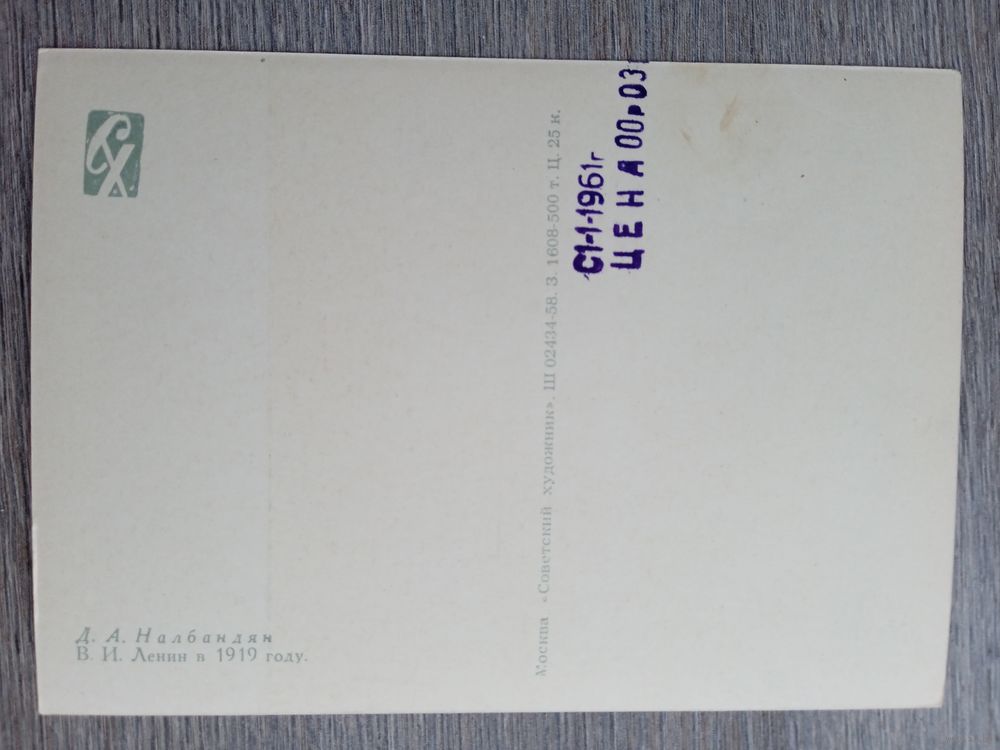 СХ
Д. А. Налбандян
В. И. Ленин в 1919 году.
Москва «Советский художник». Ш 02434-58. З. 1608-500 т. Ц. 25 к.
С1-1-1961г
ЦЕНА 00р03